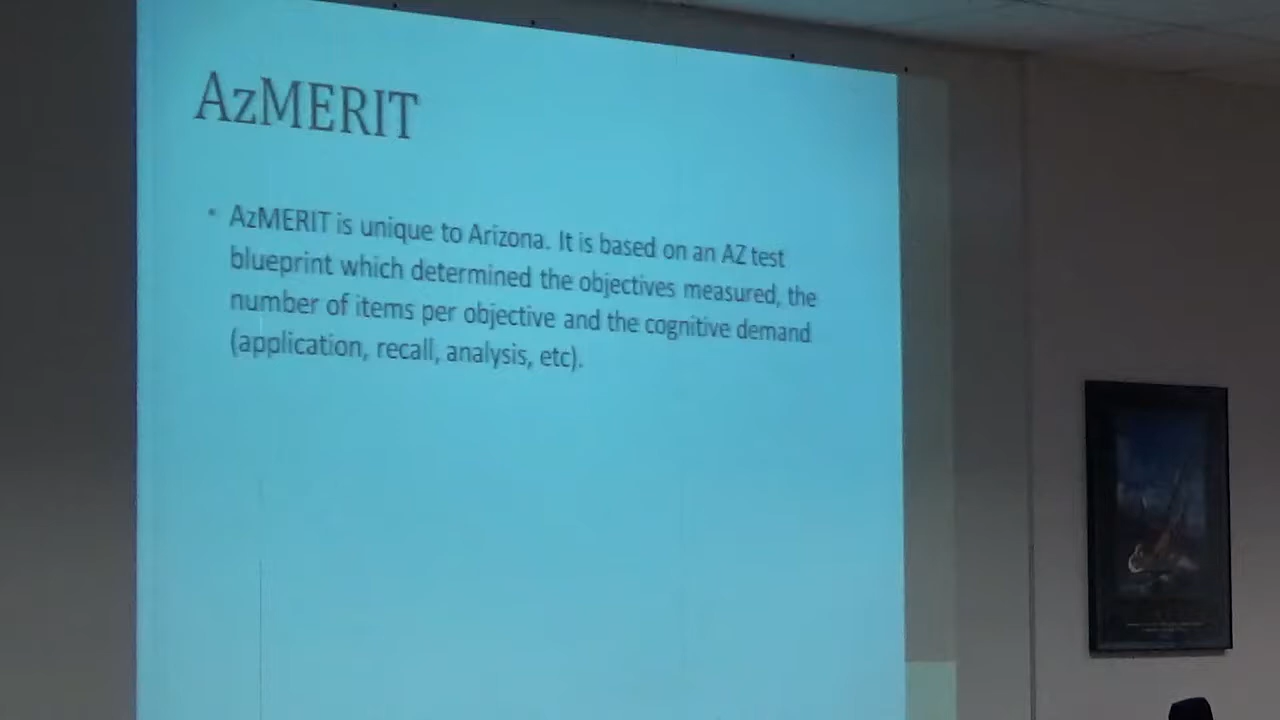 AzMERIT
• AzMERIT is unique to Arizona. It is based on an AZ test
blueprint which determined the objectives measured, the
number of items per objective and the cognitive demand
(application, recall, analysis, etc).